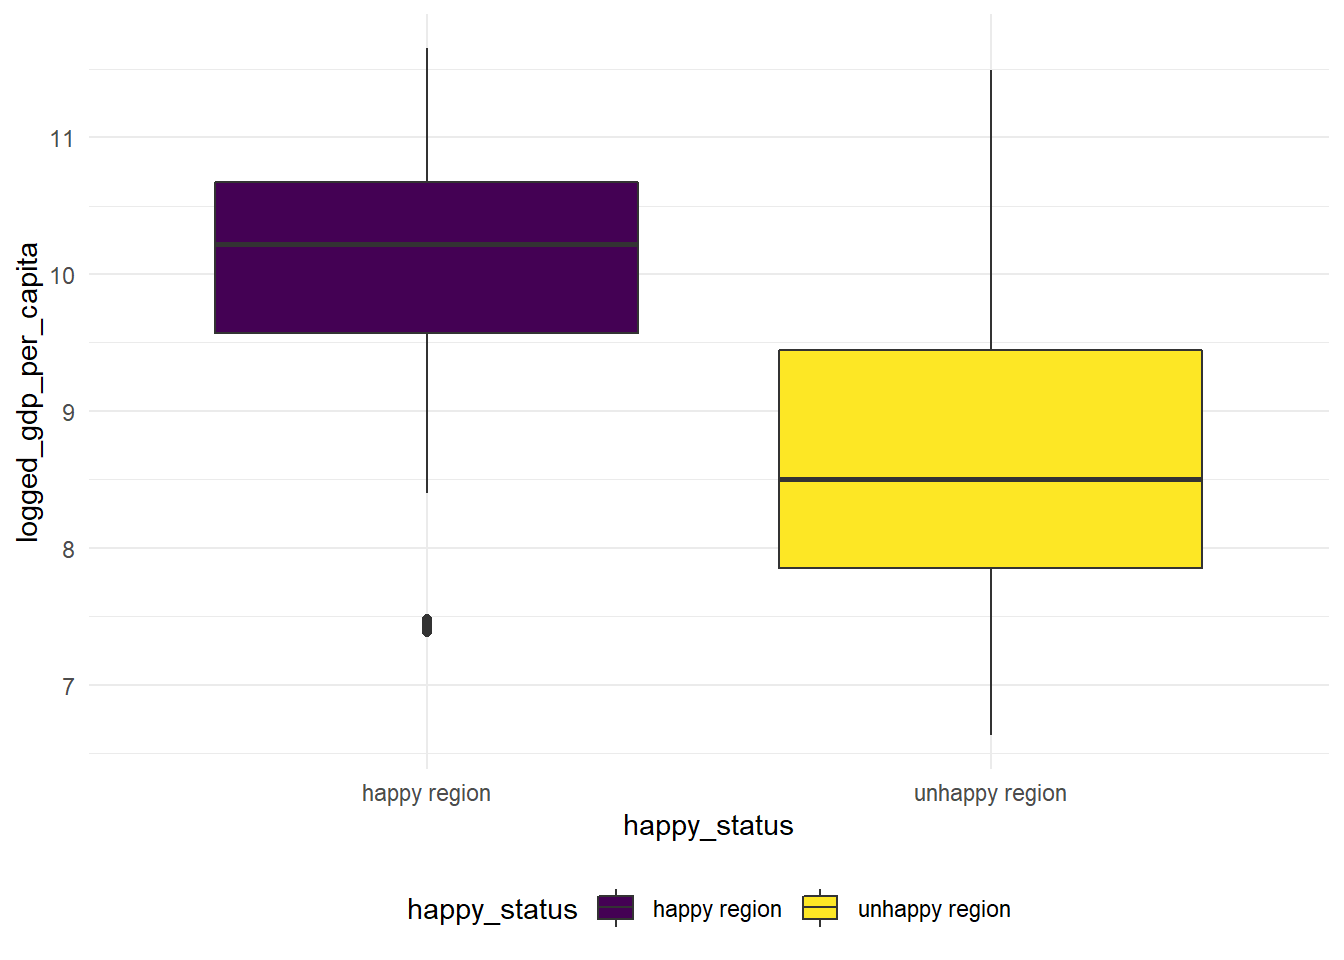 logged_gdp_per_capita
11
10
9
8
7
happy region
unhappy region
happy_status
happy_status happy region unhappy region